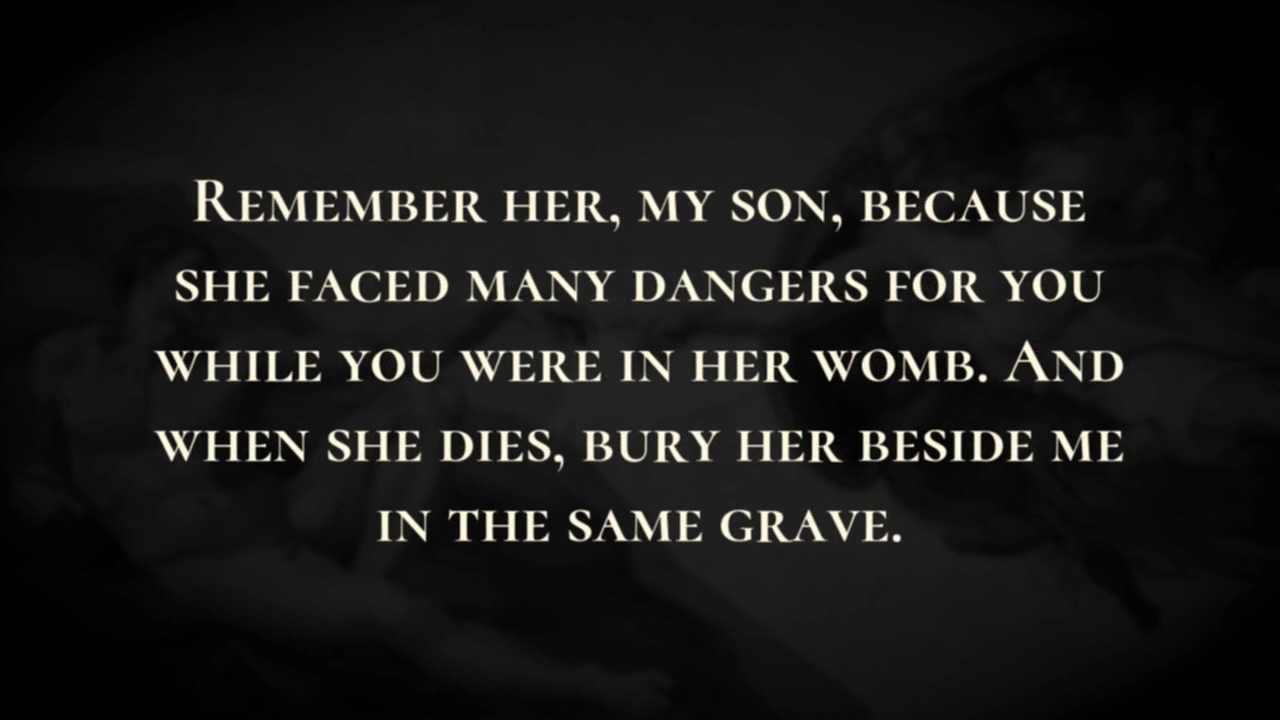 Remember her, my son, because
she faced many dangers for you
while you were in her womb. And
when she dies, bury her beside me
in the same grave.